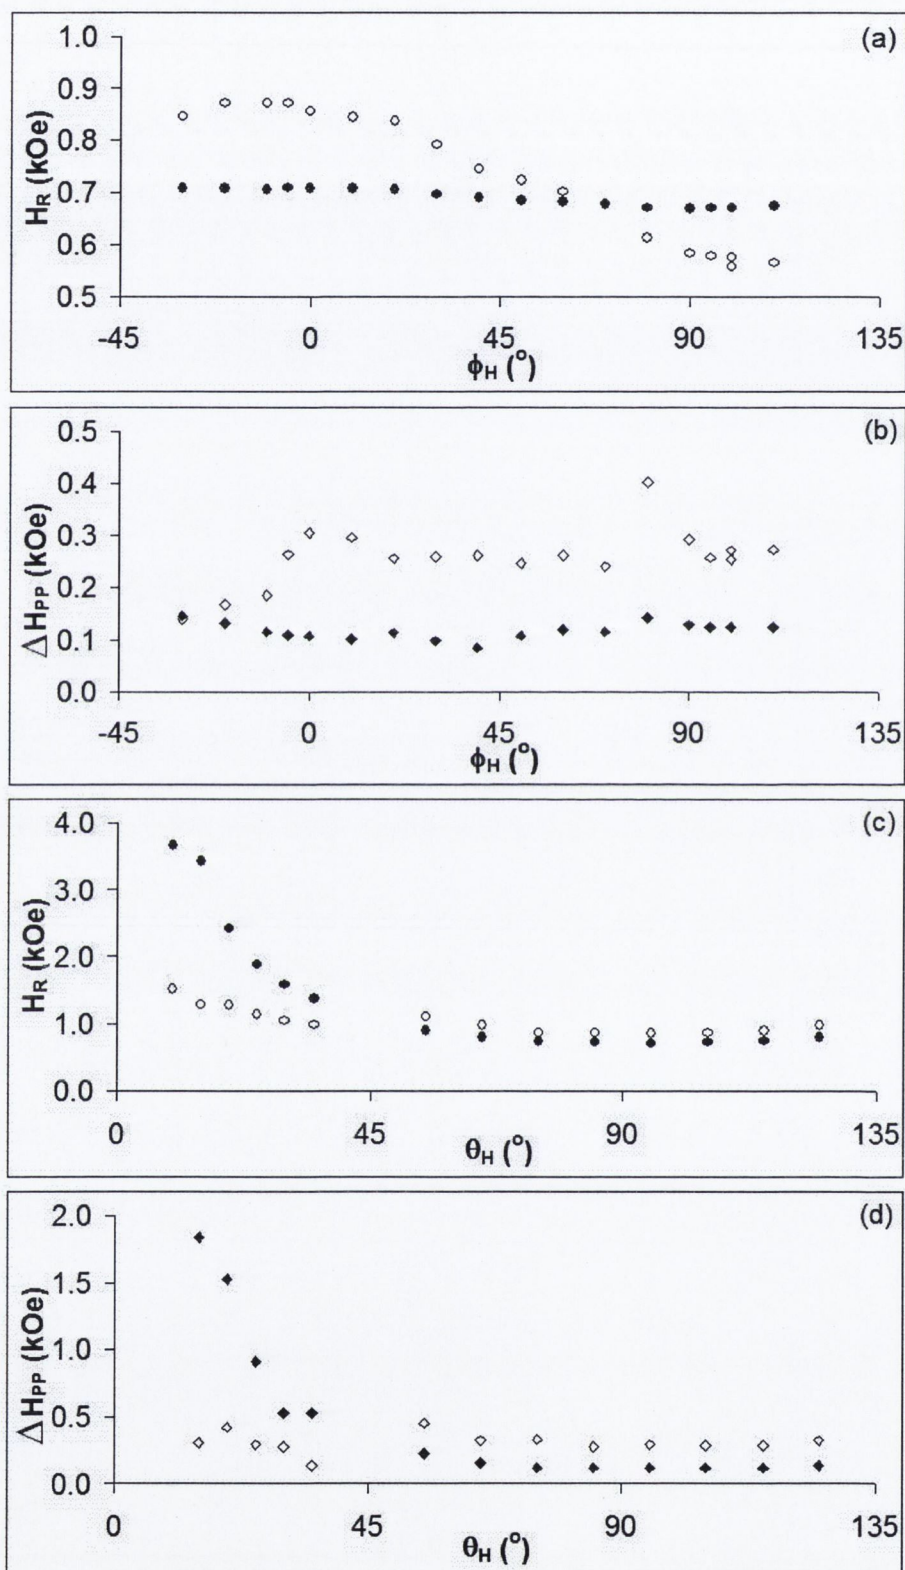 (a)
1.0
0.9
0.8
0.7
0.6
0.5
H_R (kOe)
-45 0 45 90 135
ϕ_H (°)
(b)
0.5
0.4
0.3
0.2
0.1
0.0
ΔH_PP (kOe)
-45 0 45 90 135
ϕ_H (°)
(c)
4.0
3.0
2.0
1.0
0.0
H_R (kOe)
0 45 90 135
θ_H (°)
(d)
2.0
1.5
1.0
0.5
0.0
ΔH_PP (kOe)
0 45 90 135
θ_H (°)